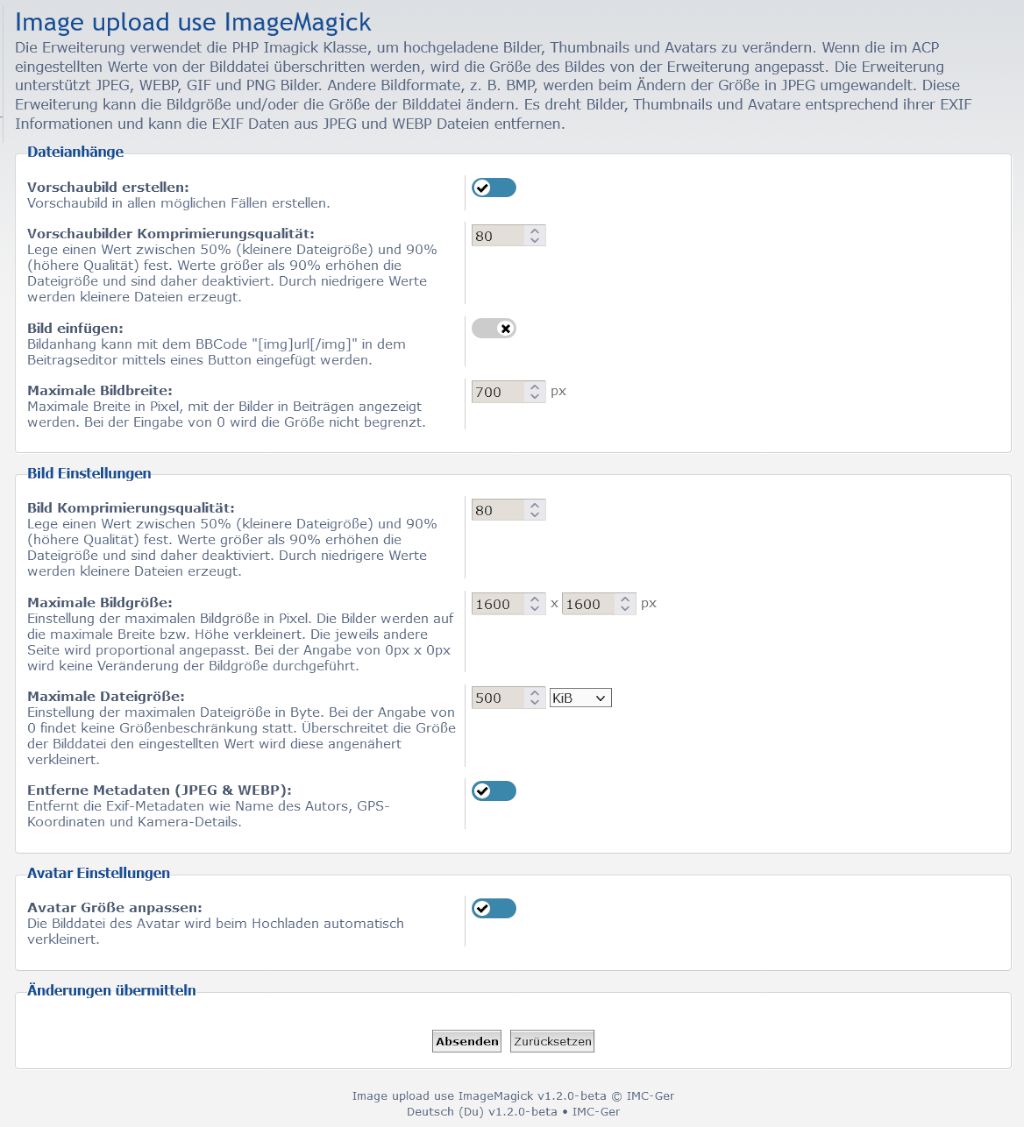 Image upload use ImageMagick
Die Erweiterung verwendet die PHP Imagick Klasse, um hochgeladene Bilder, Thumbnails und Avatars zu verändern. Wenn die im ACP
eingestellten Werte von der Bilddatei überschritten werden, wird die Größe des Bildes von der Erweiterung angepasst. Die Erweiterung
unterstützt JPEG, WEBP, GIF und PNG Bilder. Andere Bildformate, z. B. BMP, werden beim Ändern der Größe in JPEG umgewandelt. Diese
Erweiterung kann die Bildgröße und/oder die Größe der Bilddatei ändern. Es dreht Bilder, Thumbnails und Avatare entsprechend ihrer EXIF
Informationen und kann die EXIF Daten aus JPEG und WEBP Dateien entfernen.
Dateianhänge
Vorschaubild erstellen:
Vorschaubild in allen möglichen Fällen erstellen.
Vorschaubilder Komprimierungsqualität:
80
Lege einen Wert zwischen 50% (kleinere Dateigröße) und 90%
(höhere Qualität) fest. Werte größer als 90% erhöhen die
Dateigröße und sind daher deaktiviert. Durch niedrigere Werte
werden kleinere Dateien erzeugt.
Bild einfügen:
Bildanhang kann mit dem BBCode "[img]url[/img]" in dem
Beitragseditor mittels eines Button eingefügt werden.
Maximale Bildbreite:
700 px
Maximale Breite in Pixel, mit der Bilder in Beiträgen angezeigt
werden. Bei der Eingabe von 0 wird die Größe nicht begrenzt.
Bild Einstellungen
Bild Komprimierungsqualität:
80
Lege einen Wert zwischen 50% (kleinere Dateigröße) und 90%
(höhere Qualität) fest. Werte größer als 90% erhöhen die
Dateigröße und sind daher deaktiviert. Durch niedrigere Werte
werden kleinere Dateien erzeugt.
Maximale Bildgröße:
1600 x 1600 px
Einstellung der maximalen Bildgröße in Pixel. Die Bilder werden auf
die maximale Breite bzw. Höhe verkleinert. Die jeweils andere
Seite wird proportional angepasst. Bei der Angabe von 0px x 0px
wird keine Veränderung der Bildgröße durchgeführt.
Maximale Dateigröße:
500 KiB
Einstellung der maximalen Dateigröße in Byte. Bei der Angabe von
0 findet keine Größenbeschränkung statt. Überschreitet die Größe
der Bilddatei den eingestellten Wert wird diese angenähert
verkleinert.
Entferne Metadaten (JPEG & WEBP):
Entfernt die Exif-Metadaten wie Name des Autors, GPS-
Koordinaten und Kamera-Details.
Avatar Einstellungen
Avatar Größe anpassen:
Die Bilddatei des Avatar wird beim Hochladen automatisch
verkleinert.
Änderungen übermitteln
Absenden Zurücksetzen
Image upload use ImageMagick v1.2.0-beta © IMC-Ger
Deutsch (Du) v1.2.0-beta • IMC-Ger